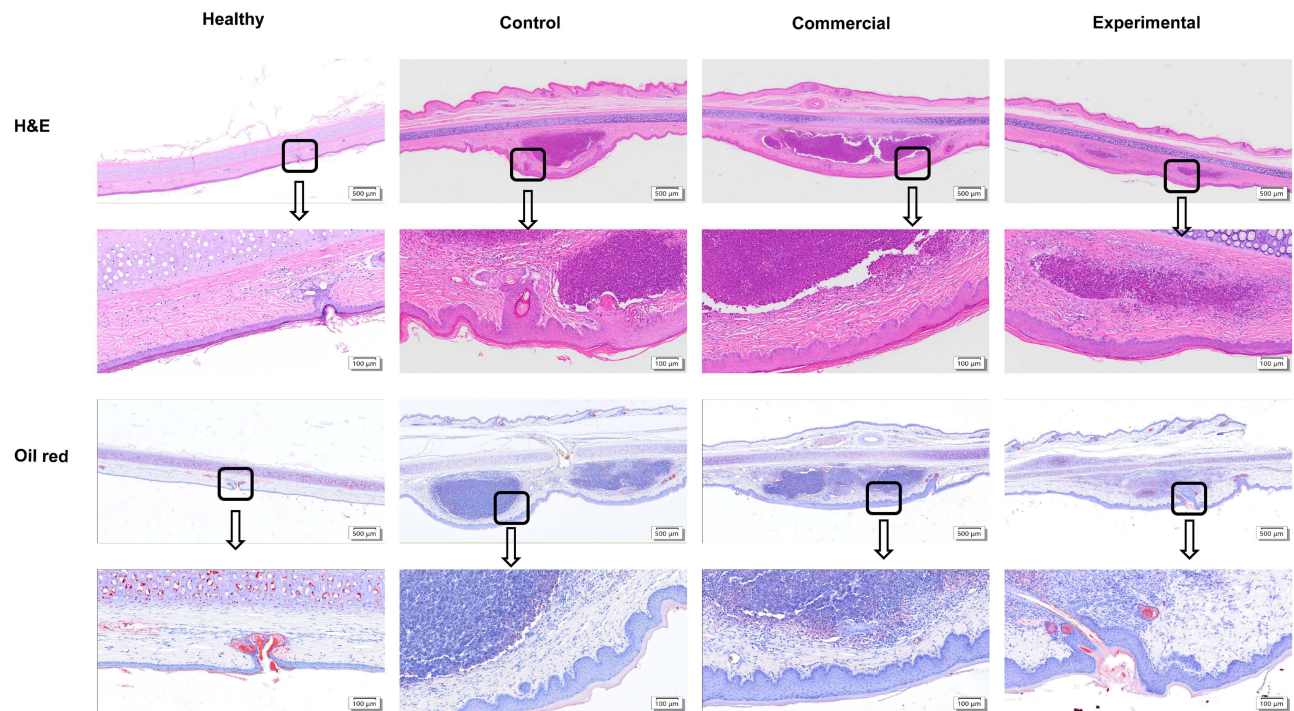 Healthy Control Commercial Experimental
H&E
500 µm 500 µm 500 µm 500 µm
100 µm 100 µm 100 µm 100 µm
Oil red
500 µm 500 µm 500 µm 500 µm
100 µm 100 µm 100 µm 100 µm